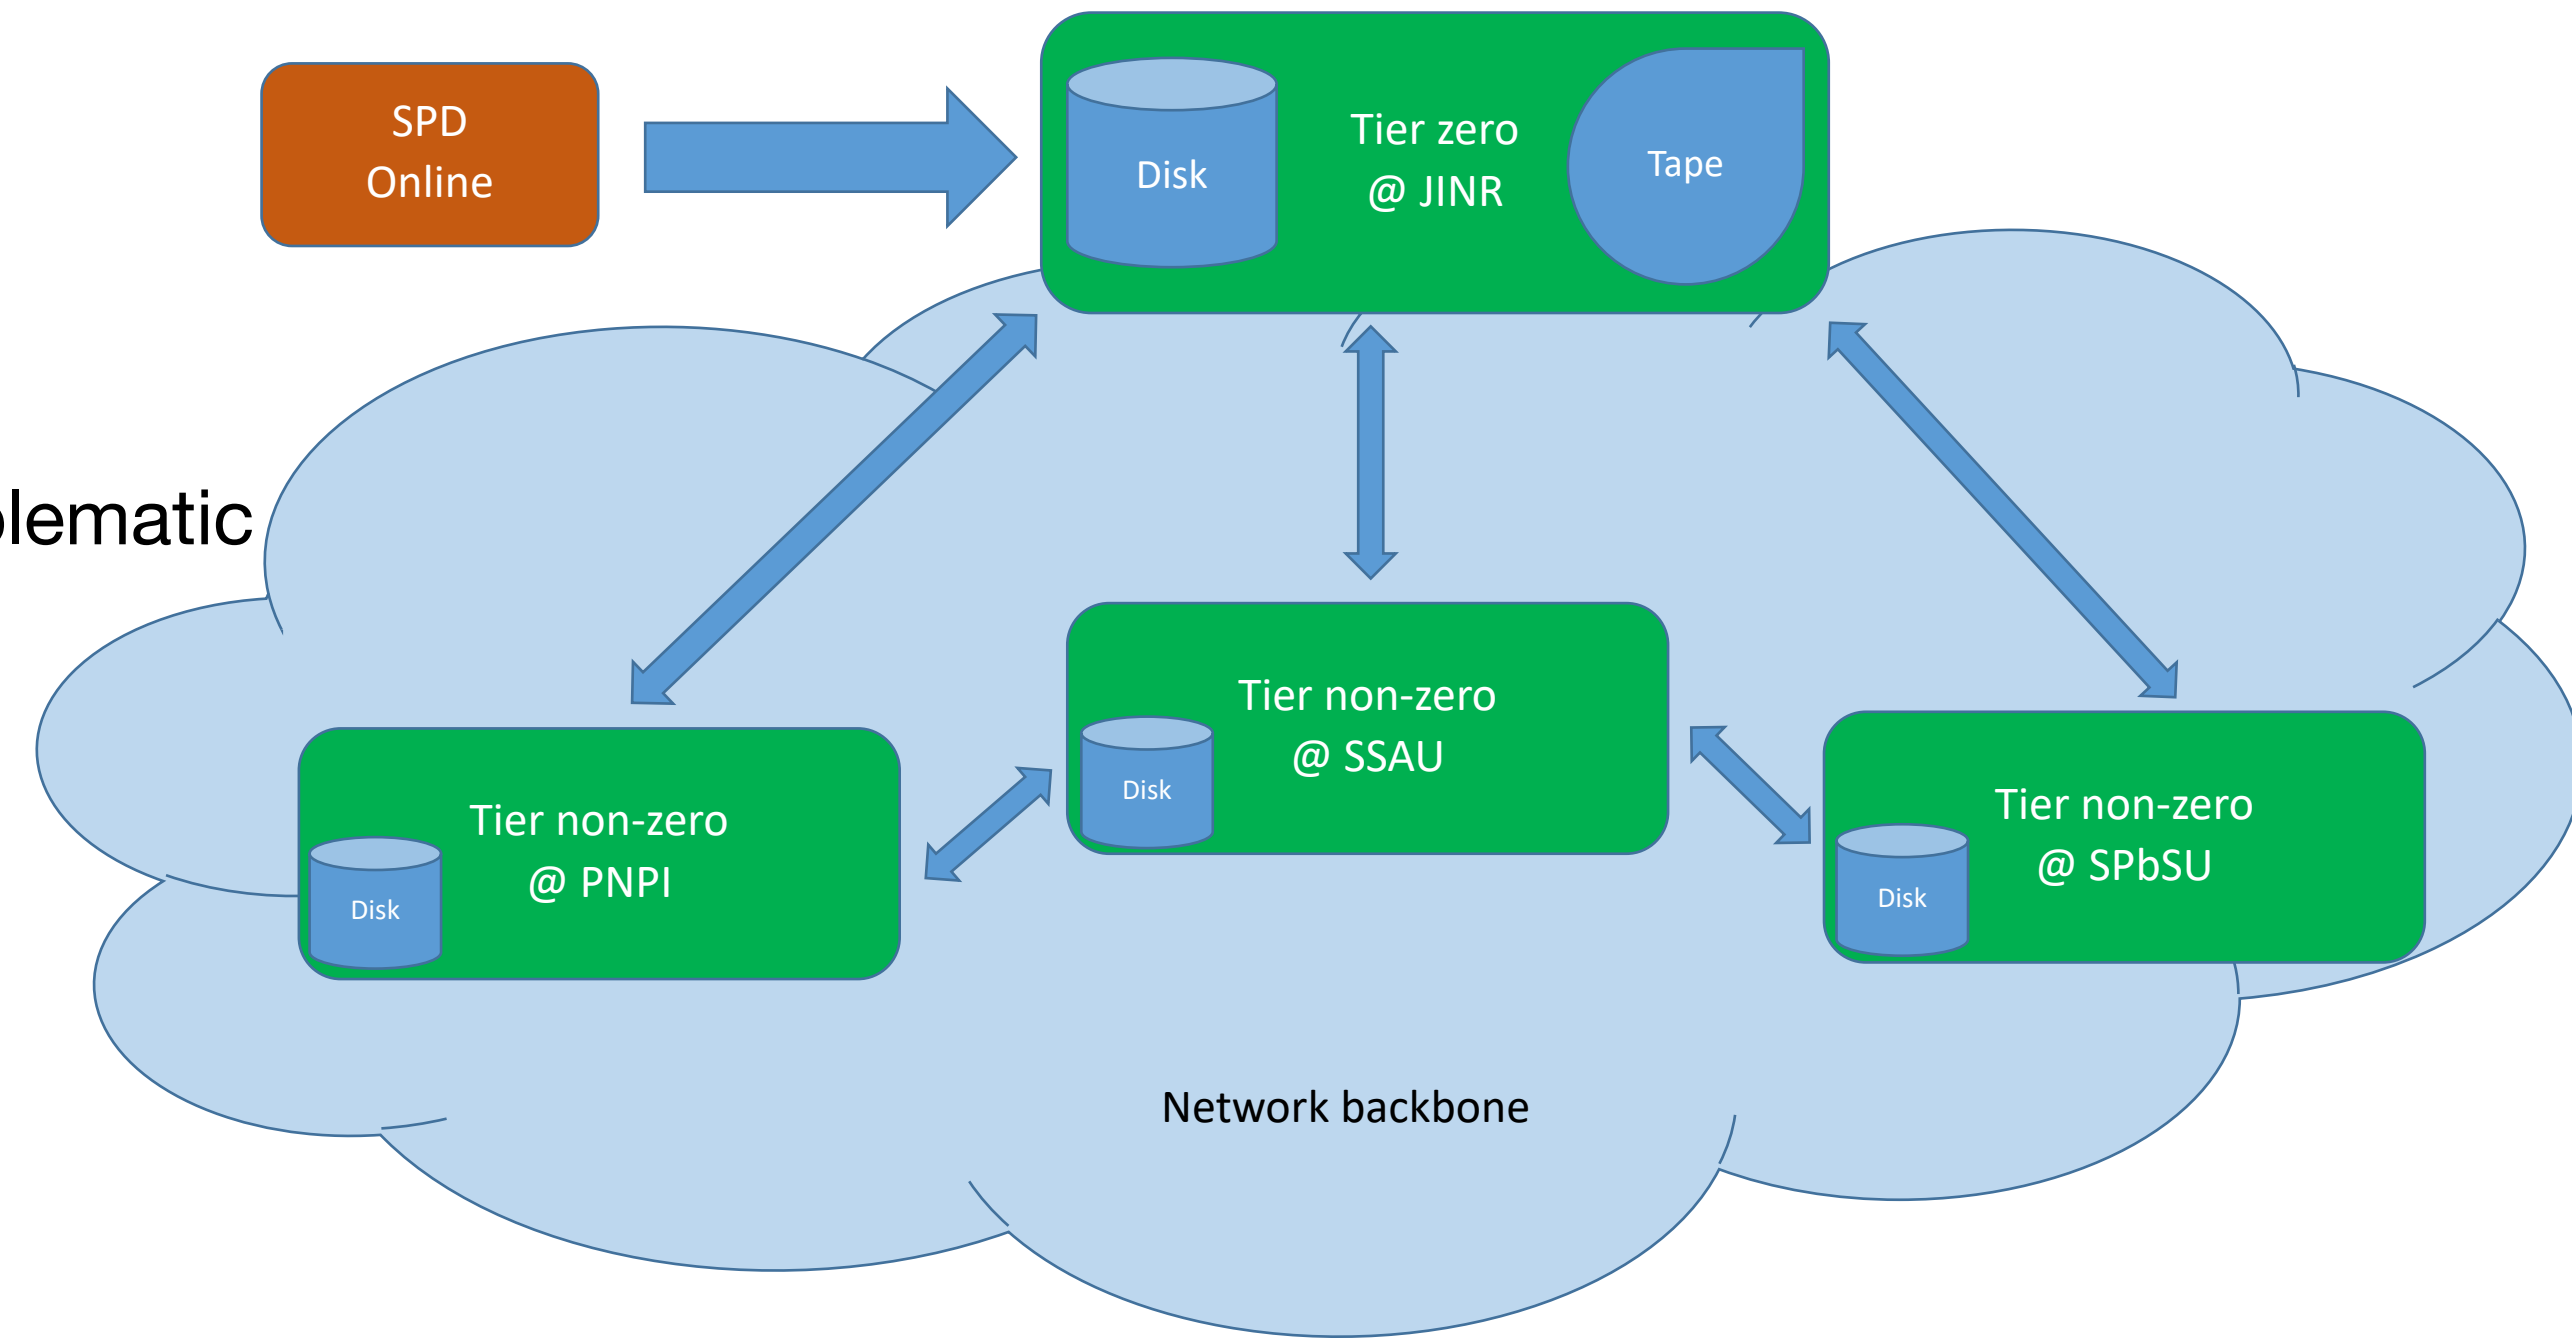 SPD
Online
Disk
Tier zero
@ JINR
Tape
lematic
Tier non-zero
@ SSAU
Disk
Tier non-zero
@ PNPI
Disk
Tier non-zero
@ SPbSU
Disk
Network backbone